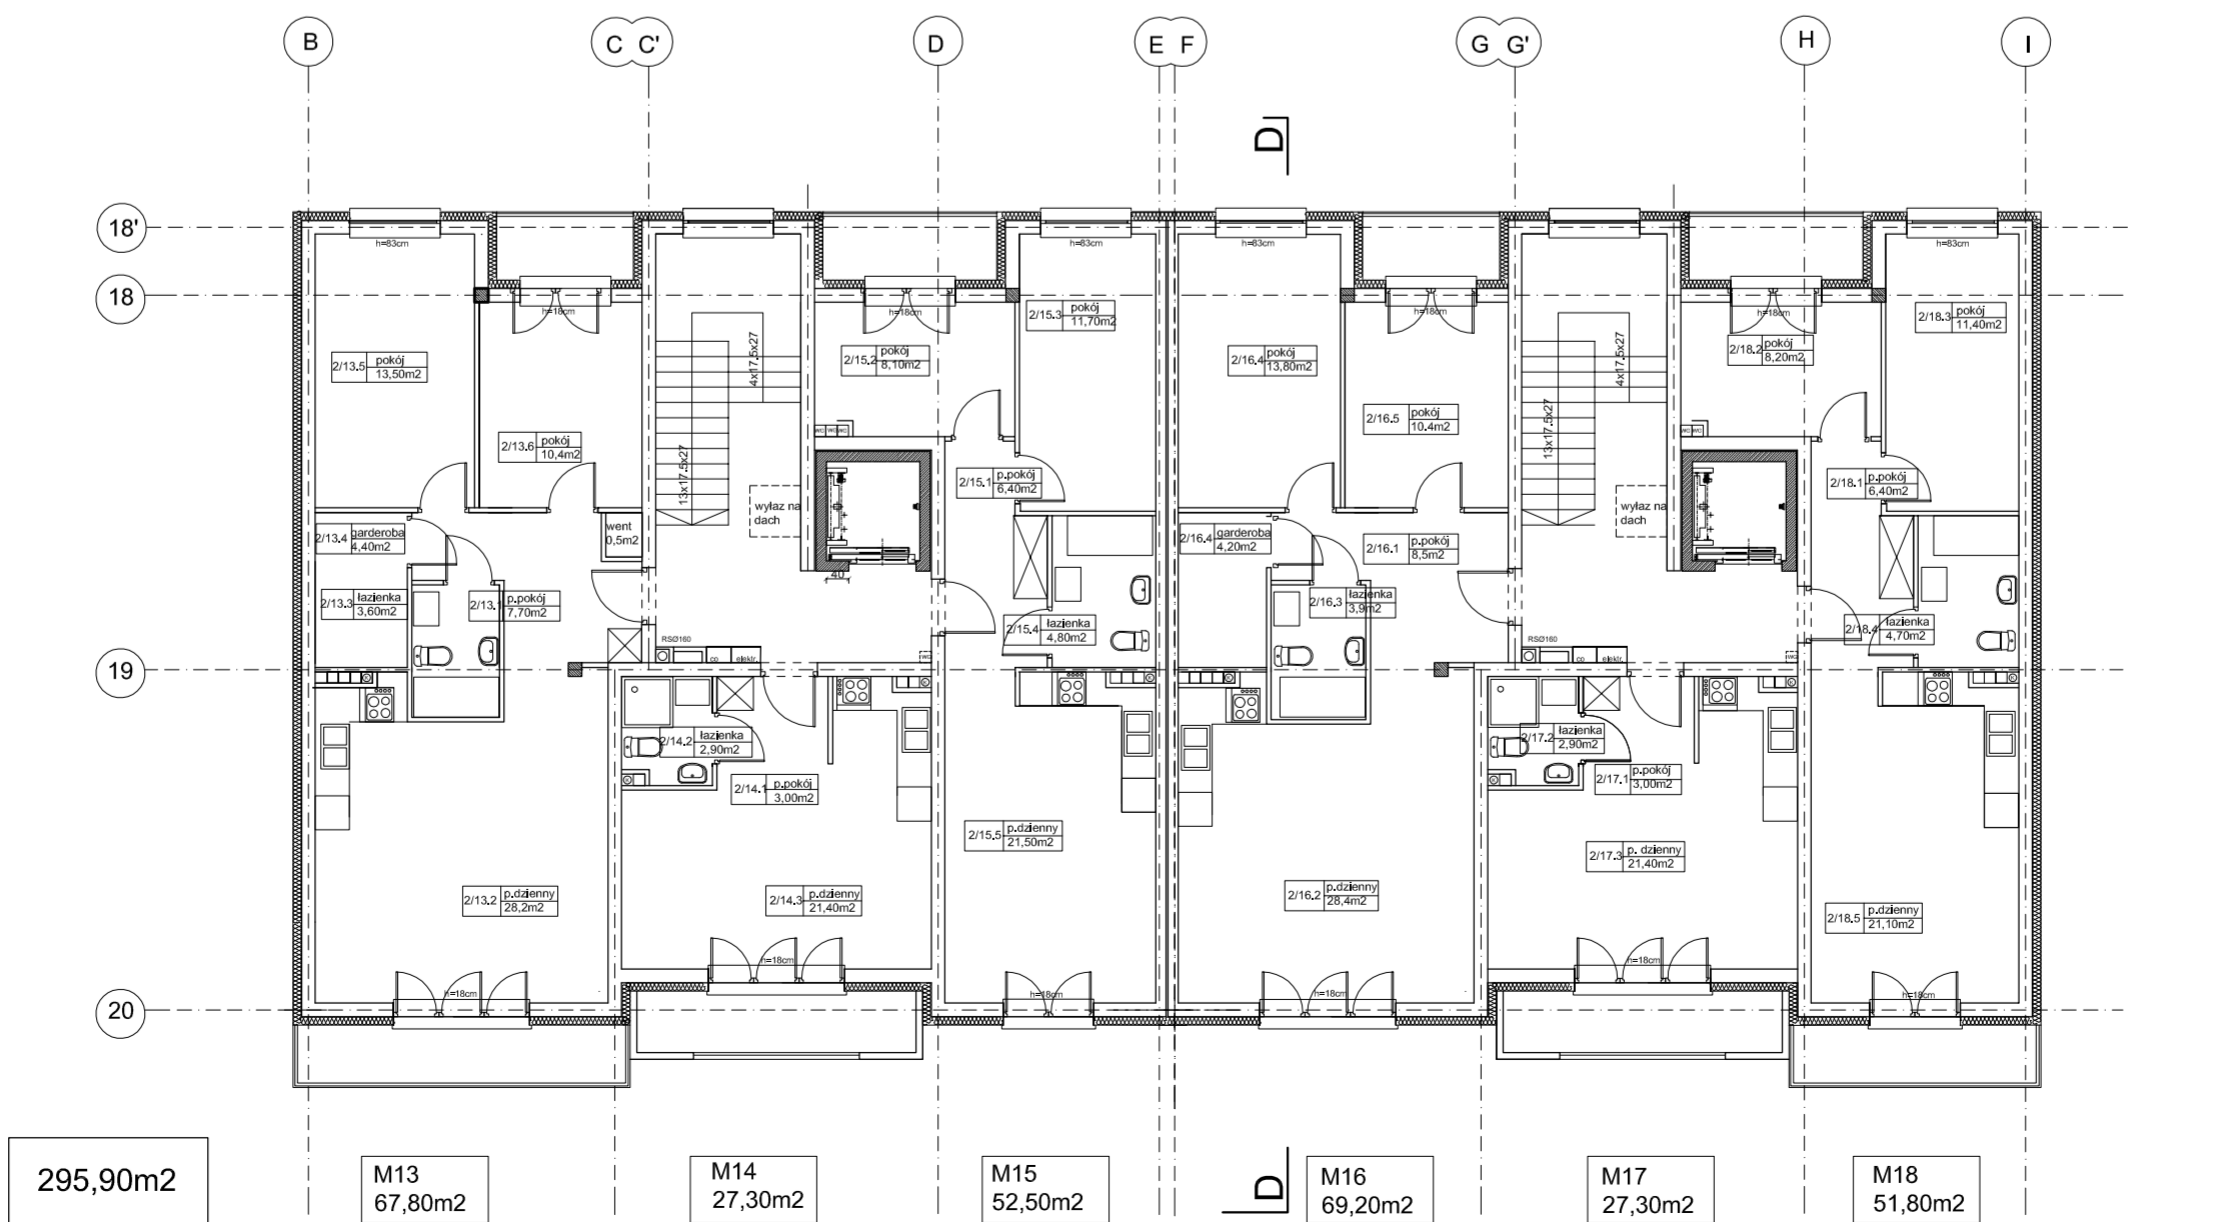 B
C C'
D
E F
G G'
H
I
D
18'
h=83cm
h=83cm
h=83cm
h=83cm
18
h=18cm
h=18cm
h=18cm
h=18cm
2/15.3 pokój
11,70m2
2/18.3 pokój
11,40m2
2/13.5 pokój
13,50m2
4x17.5x27
2/15.2 pokój
8,10m2
2/16.4 pokój
13,80m2
4x17.5x27
2/18.2 pokój
8,20m2
2/13.6 pokój
10,4m2
2/16.5 pokój
10.4m2
13x17.5x27
13x17.5x27
2/15.1 p.pokój
6,40m2
2/18.1 p.pokój
6,40m2
wyłaz na
dach
wyłaz na
dach
went
0,5m2
2/13.4 garderoba
4,40m2
2/16.4 garderoba
4,20m2
2/16.1 p.pokój
8,5m2
40
2/13.3 łazienka
3,60m2
2/13.1 p.pokój
7,70m2
2/16.3 łazienka
3,9m2
2/15.4 łazienka
4,80m2
2/18.4 łazienka
4,70m2
RSØ160
RSØ160
co elektr.
co elektr.
19
2/14.2 łazienka
2,90m2
2/17.2 łazienka
2,90m2
2/14.1 p.pokój
3,00m2
2/17.1 p.pokój
3,00m2
2/15.5 p.dzienny
21,50m2
2/17.3 p. dzienny
21,40m2
2/13.2 p.dzienny
28,2m2
2/14.3 p.dzienny
21,40m2
2/16.2 p.dzienny
28,4m2
2/18.5 p.dzienny
21,10m2
h=18cm
h=18cm
h=18cm
h=18cm
h=18cm
h=18cm
20
295,90m2
M13
67,80m2
M14
27,30m2
M15
52,50m2
D
M16
69,20m2
M17
27,30m2
M18
51,80m2